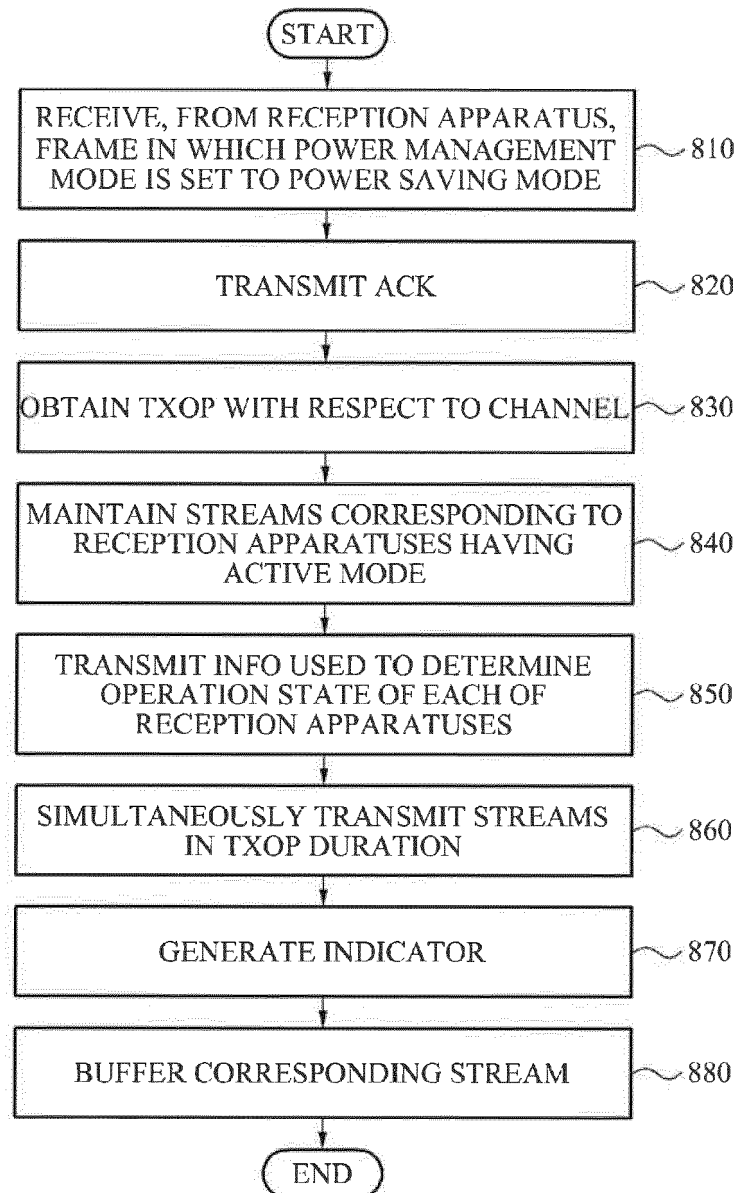 START
RECEIVE, FROM RECEPTION APPARATUS,
FRAME IN WHICH POWER MANAGEMENT
MODE IS SET TO POWER SAVING MODE
810
TRANSMIT ACK
820
OBTAIN TXOP WITH RESPECT TO CHANNEL
830
MAINTAIN STREAMS CORRESPONDING TO
RECEPTION APPARATUSES HAVING
ACTIVE MODE
840
TRANSMIT INFO USED TO DETERMINE
OPERATION STATE OF EACH OF
RECEPTION APPARATUSES
850
SIMULTANEOUSLY TRANSMIT STREAMS
IN TXOP DURATION
860
GENERATE INDICATOR
870
BUFFER CORRESPONDING STREAM
880
END